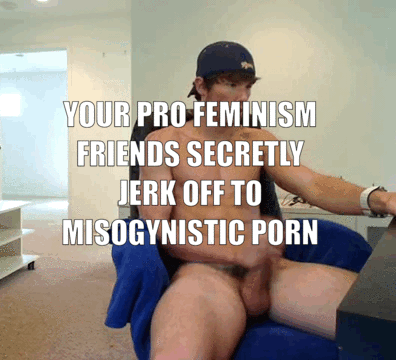 YOUR PRO FEMINISM
FRIENDS SECRETLY
JERK OFF TO
MISOGYNISTIC PORN